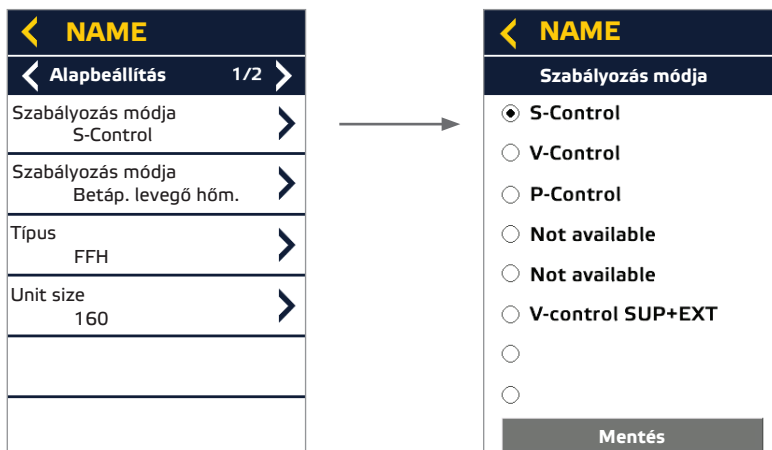 NAME
Alapbeállítás 1/2
Szabályozás módja
S-Control
Szabályozás módja
Betáp. levegő hőm.
Típus
FFH
Unit size
160
NAME
Szabályozás módja
S-Control
V-Control
P-Control
Not available
Not available
V-control SUP+EXT
Mentés